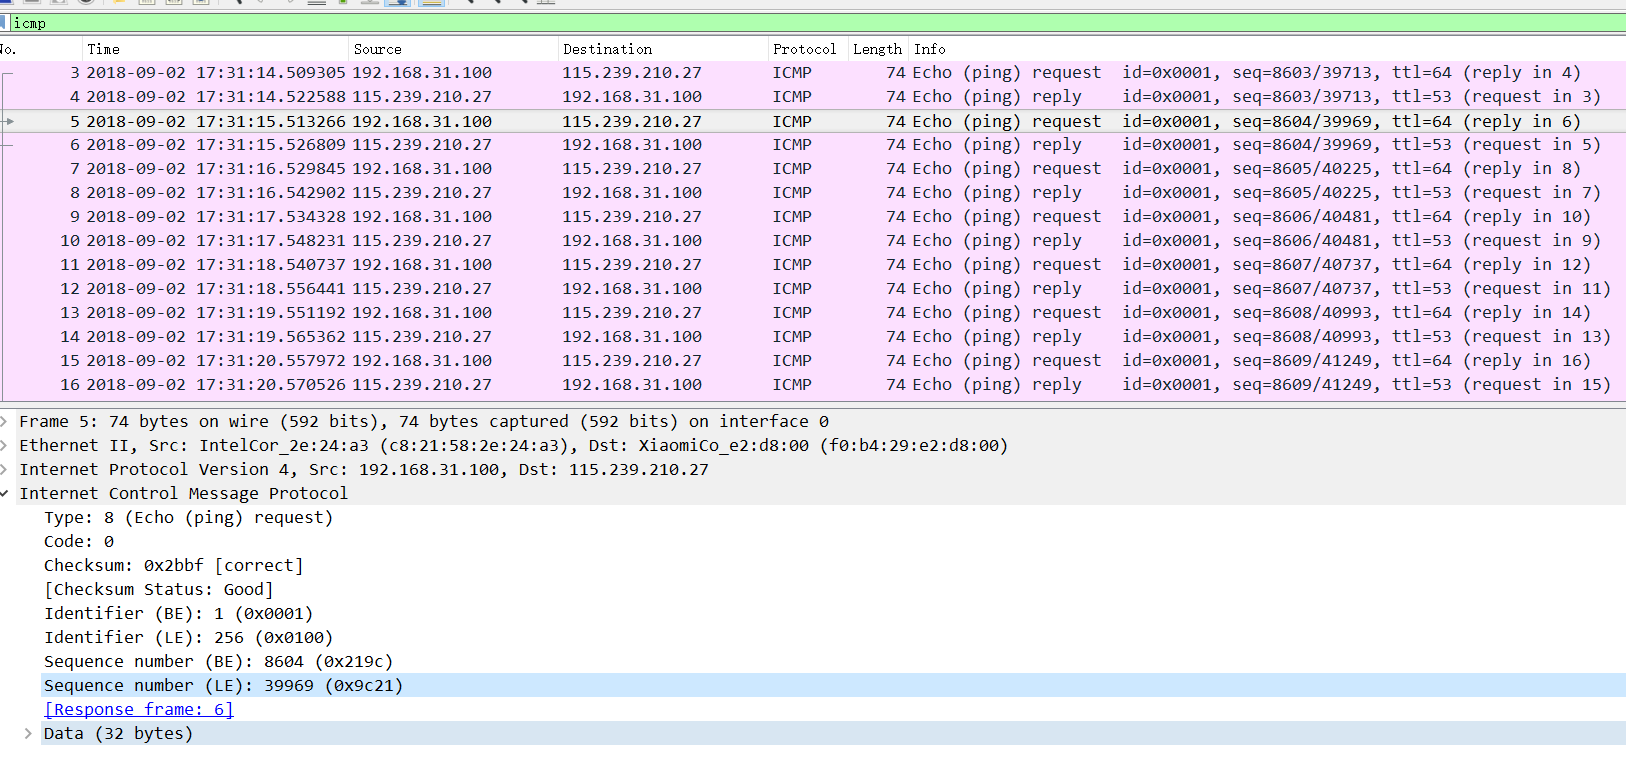 icmp
No. Time Source Destination Protocol Length Info
3 2018-09-02 17:31:14.509305 192.168.31.100 115.239.210.27 ICMP 74 Echo (ping) request id=0x0001, seq=8603/39713, ttl=64 (reply in 4)
4 2018-09-02 17:31:14.522588 115.239.210.27 192.168.31.100 ICMP 74 Echo (ping) reply id=0x0001, seq=8603/39713, ttl=53 (request in 3)
5 2018-09-02 17:31:15.513266 192.168.31.100 115.239.210.27 ICMP 74 Echo (ping) request id=0x0001, seq=8604/39969, ttl=64 (reply in 6)
6 2018-09-02 17:31:15.526809 115.239.210.27 192.168.31.100 ICMP 74 Echo (ping) reply id=0x0001, seq=8604/39969, ttl=53 (request in 5)
7 2018-09-02 17:31:16.529845 192.168.31.100 115.239.210.27 ICMP 74 Echo (ping) request id=0x0001, seq=8605/40225, ttl=64 (reply in 8)
8 2018-09-02 17:31:16.542902 115.239.210.27 192.168.31.100 ICMP 74 Echo (ping) reply id=0x0001, seq=8605/40225, ttl=53 (request in 7)
9 2018-09-02 17:31:17.534328 192.168.31.100 115.239.210.27 ICMP 74 Echo (ping) request id=0x0001, seq=8606/40481, ttl=64 (reply in 10)
10 2018-09-02 17:31:17.548231 115.239.210.27 192.168.31.100 ICMP 74 Echo (ping) reply id=0x0001, seq=8606/40481, ttl=53 (request in 9)
11 2018-09-02 17:31:18.540737 192.168.31.100 115.239.210.27 ICMP 74 Echo (ping) request id=0x0001, seq=8607/40737, ttl=64 (reply in 12)
12 2018-09-02 17:31:18.556441 115.239.210.27 192.168.31.100 ICMP 74 Echo (ping) reply id=0x0001, seq=8607/40737, ttl=53 (request in 11)
13 2018-09-02 17:31:19.551192 192.168.31.100 115.239.210.27 ICMP 74 Echo (ping) request id=0x0001, seq=8608/40993, ttl=64 (reply in 14)
14 2018-09-02 17:31:19.565362 115.239.210.27 192.168.31.100 ICMP 74 Echo (ping) reply id=0x0001, seq=8608/40993, ttl=53 (request in 13)
15 2018-09-02 17:31:20.557972 192.168.31.100 115.239.210.27 ICMP 74 Echo (ping) request id=0x0001, seq=8609/41249, ttl=64 (reply in 16)
16 2018-09-02 17:31:20.570526 115.239.210.27 192.168.31.100 ICMP 74 Echo (ping) reply id=0x0001, seq=8609/41249, ttl=53 (request in 15)
Frame 5: 74 bytes on wire (592 bits), 74 bytes captured (592 bits) on interface 0
Ethernet II, Src: IntelCor_2e:24:a3 (c8:21:58:2e:24:a3), Dst: XiaomiCo_e2:d8:00 (f0:b4:29:e2:d8:00)
Internet Protocol Version 4, Src: 192.168.31.100, Dst: 115.239.210.27
Internet Control Message Protocol
Type: 8 (Echo (ping) request)
Code: 0
Checksum: 0x2bbf [correct]
[Checksum Status: Good]
Identifier (BE): 1 (0x0001)
Identifier (LE): 256 (0x0100)
Sequence number (BE): 8604 (0x219c)
Sequence number (LE): 39969 (0x9c21)
[Response frame: 6]
Data (32 bytes)